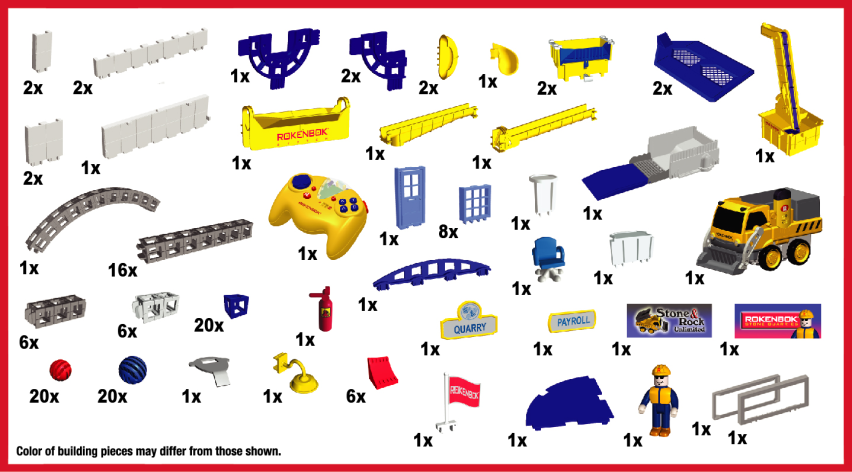 2x
2x
1x
2x
2x
1x
2x
2x
1x
2x
1x
ROKENBOK
1x
1x
1x
1x
1x
16x
ROKENBOK
1x
1x
8x
1x
1x
1x
1x
6x
6x
20x
1x
QUARRY
1x
PAYROLL
1x
Stone &
Rock
Unlimited
1x
ROKENBOK
STONE QUARRIES
1x
20x
20x
1x
1x
6x
ROKENBOK
1x
1x
1x
1x
1x
Color of building pieces may differ from those shown.